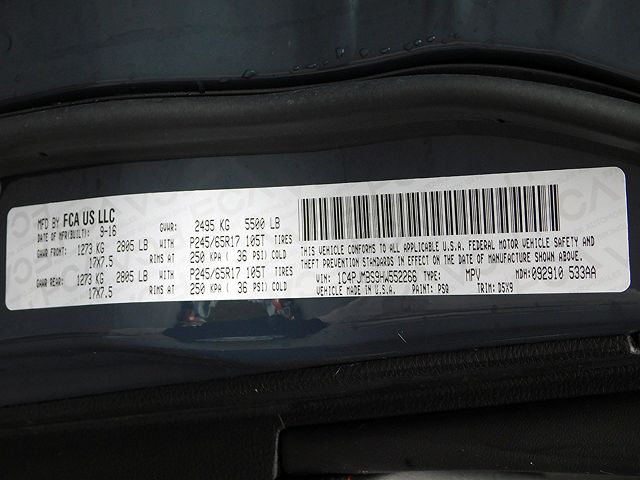 MFD BY FCA US LLC
DATE OF MFR(BUILT): 9-16 GVWR: 2495 KG 5500 LB
GAWR FRONT: 1273 KG 2805 LB WITH P245/65R17 105T TIRES
17X7.5 RIMS AT 250 KPA ( 36 PSI) COLD
GAWR REAR: 1273 KG 2805 LB WITH P245/65R17 105T TIRES
17X7.5 RIMS AT 250 KPA ( 36 PSI) COLD
THIS VEHICLE CONFORMS TO ALL APPLICABLE U.S.A. FEDERAL MOTOR VEHICLE SAFETY AND
THEFT PREVENTION STANDARDS IN EFFECT ON THE DATE OF MANUFACTURE SHOWN ABOVE.
VIN: 1C4PJMBS9HW552266 TYPE: MPV MDH: 092910 533AA
VEHICLE MADE IN U.S.A. PAINT: TRIM: D5X9